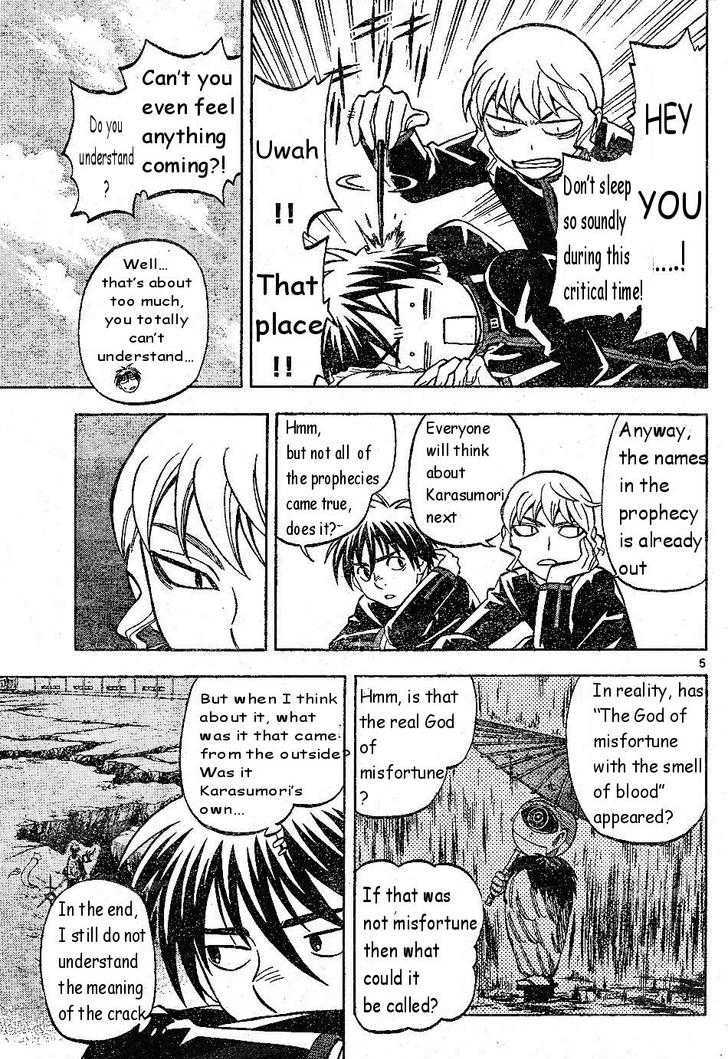 HEY
YOU
....!
Don't sleep
so soundly
during this
critical time!
Uwah
!!
That
place
!!
Can't you
even feel
anything
coming?!
Do you
understand
?
Well...
that's about
too much,
you totally
can't
understand...
Anyway,
the names
in the
prophecy
is already
out
Everyone
will think
about
Karasumori
next
Hmm,
but not all of
the prophecies
came true,
does it?~
5
In reality, has
"The God of
misfortune
with the smell
of blood"
appeared?
Hmm, is that
the real God
of
misfortune
?
If that was
not misfortune
then what
could it
be called?
But when I think
about it, what
was it that came
from the outside?
Was it
Karasumori's
own...
In the end,
I still do not
understand
the meaning
of the crack